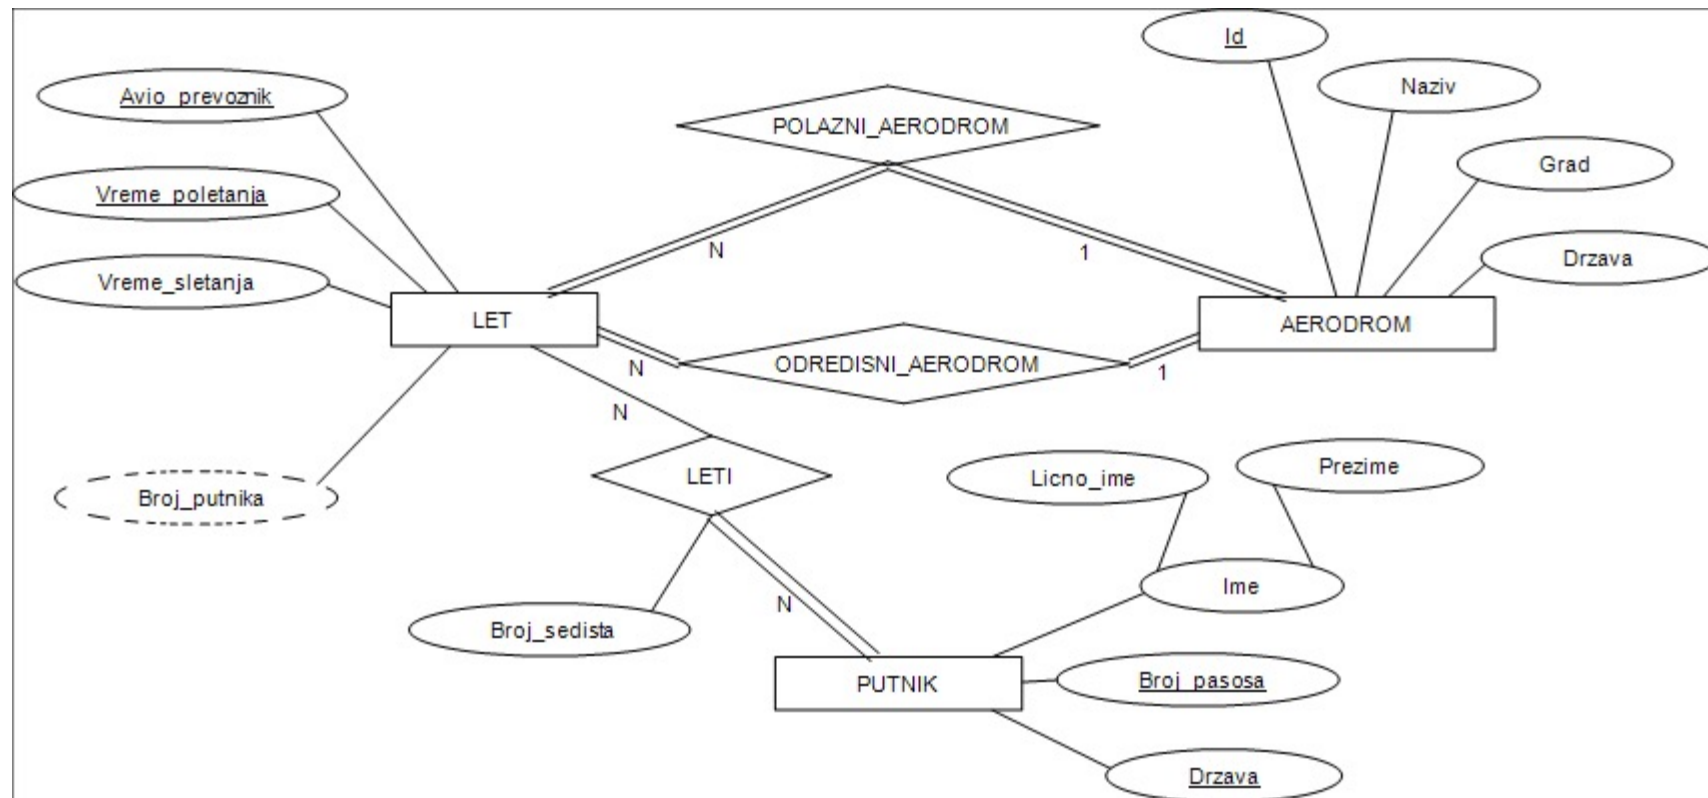 Id
Naziv
Avio_prevoznik
POLAZNI_AERODROM
Grad
Vreme_poletanja
N
1
Drzava
Vreme_sletanja
LET
AERODROM
ODREDISNI_AERODROM
N
1
N
LETI
Licno_ime
Prezime
Broj_putnika
Ime
N
Broj_sedista
PUTNIK
Broj_pasosa
Drzava